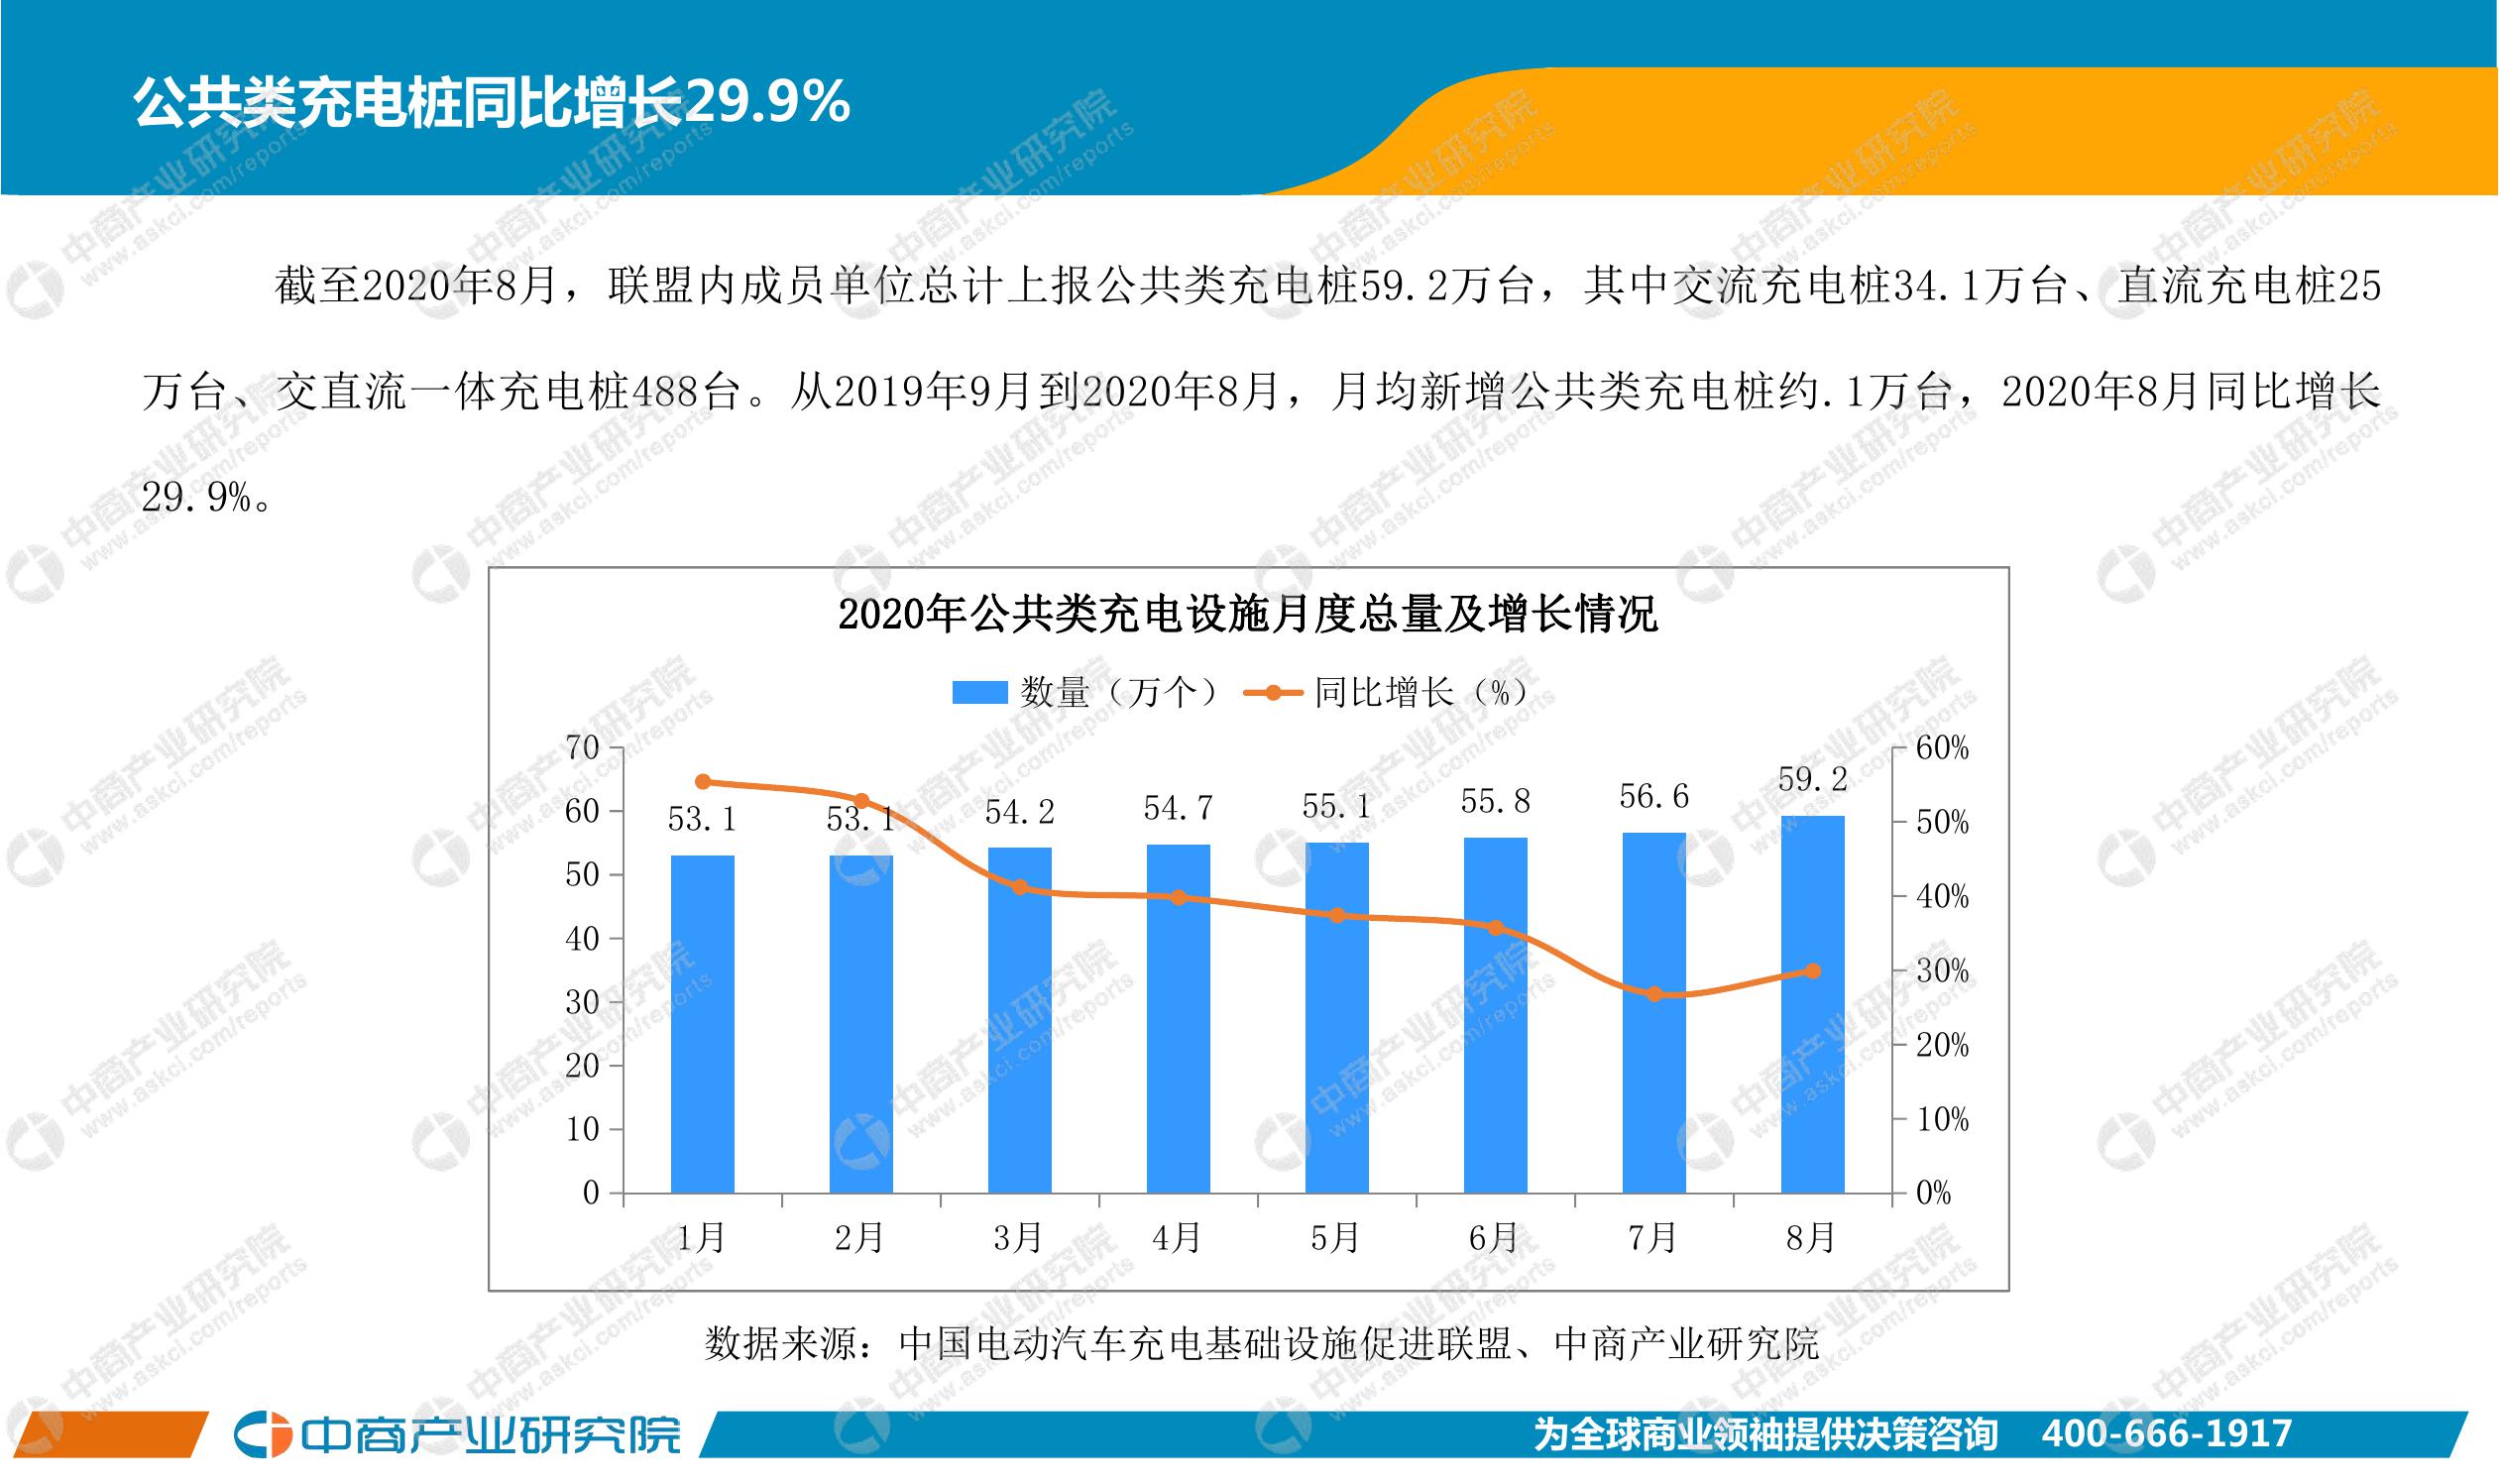 公共类充电桩同比增长29.9%
截至2020年8月，联盟内成员单位总计上报公共类充电桩59.2万台，其中交流充电桩34.1万台、直流充电桩25
万台、交直流一体充电桩488台。从2019年9月到2020年8月，月均新增公共类充电桩约.1万台，2020年8月同比增长
29.9%。
2020年公共类充电设施月度总量及增长情况
数量（万个） 同比增长（%）
70
60
50
40
30
20
10
0
53.1 53.1 54.2 54.7 55.1 55.8 56.6 59.2
60%
50%
40%
30%
20%
10%
0%
1月 2月 3月 4月 5月 6月 7月 8月
数据来源：中国电动汽车充电基础设施促进联盟、中商产业研究院
中商产业研究院
为全球商业领袖提供决策咨询 400-666-1917
中商产业研究院
www.askci.com/reports